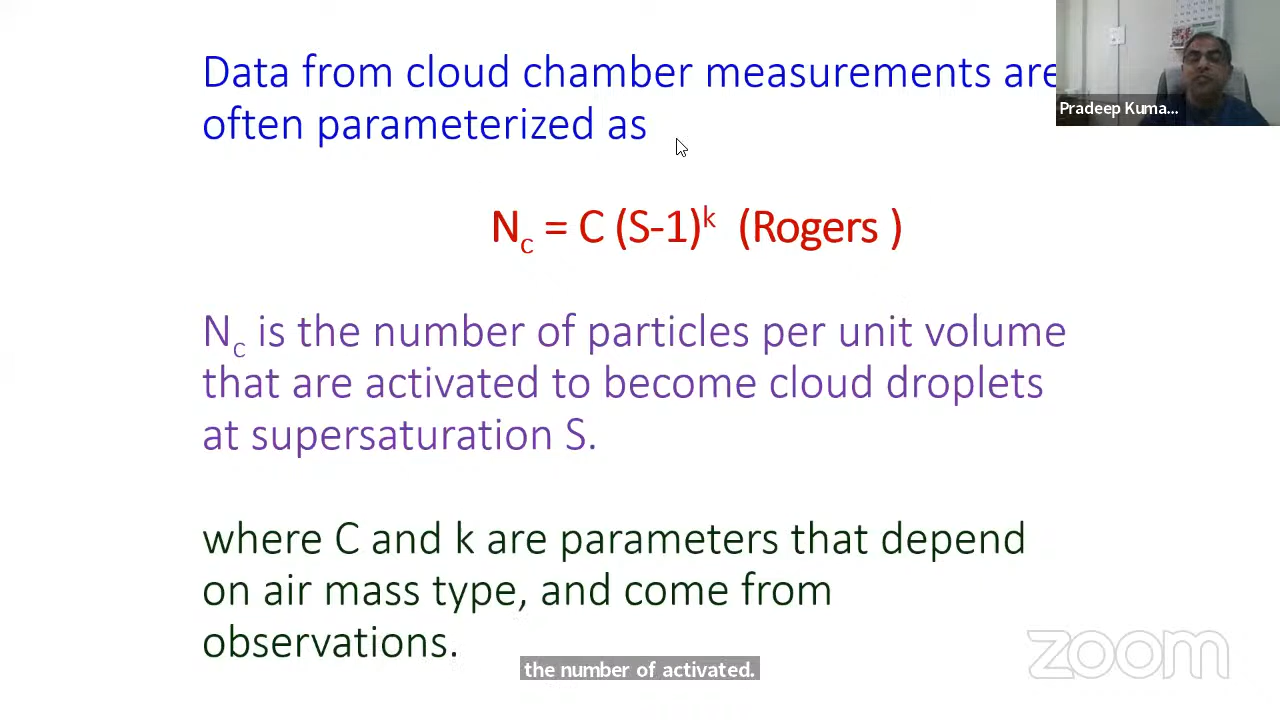 Data from cloud chamber measurements are
often parameterized as
Pradeep Kuma...
Nc = C (S-1)^k (Rogers )
Nc is the number of particles per unit volume
that are activated to become cloud droplets
at supersaturation S.
where C and k are parameters that depend
on air mass type, and come from
observations.
zoom
the number of activated.